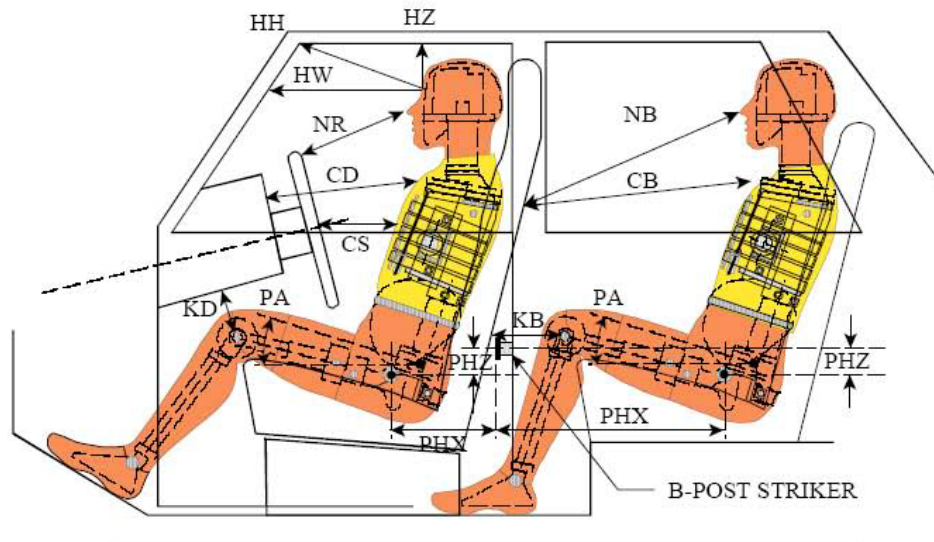 HZ
HH
HW
NR
NB
CD
CB
CS
KD
PA
KB
PA
PHZ
PHZ
PHX
PHX
B-POST STRIKER